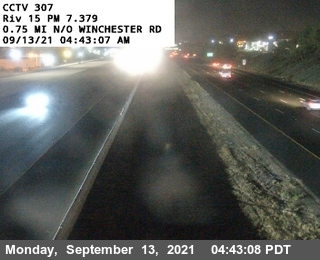 CCTV 307
Riv 15 PM 7.379
0.75 MI N/O WINCHESTER RD
09/13/21 04:43:07 AM
Monday, September 13, 2021 04:43:08 PDT